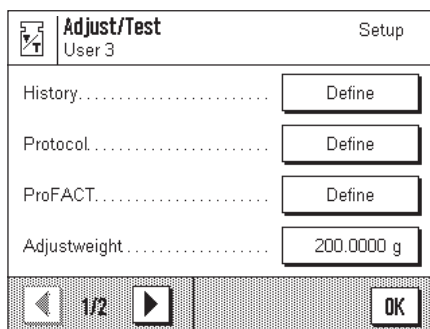 Adjust/Test Setup
User 3
History........................ Define
Protocol........................ Define
ProFACT........................ Define
Adjustweight................. 200.0000 g
1/2 OK